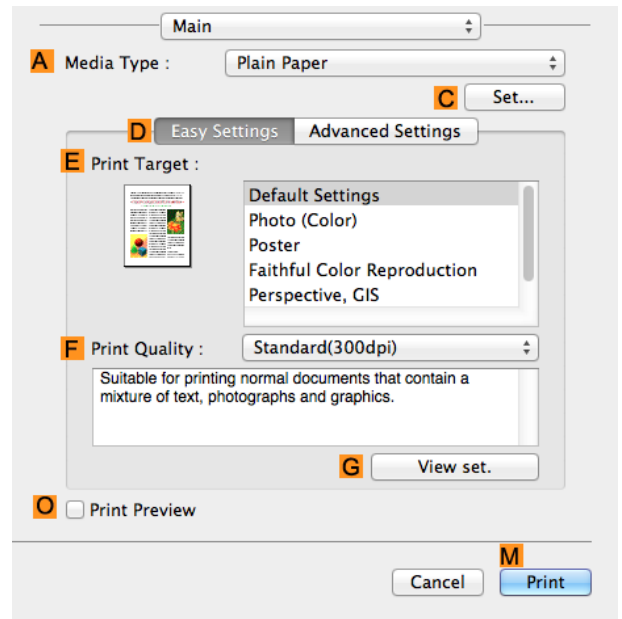 Main
A Media Type : Plain Paper
C Set...
D Easy Settings Advanced Settings
E Print Target :
Default Settings
Photo (Color)
Poster
Faithful Color Reproduction
Perspective, GIS
F Print Quality : Standard(300dpi)
Suitable for printing normal documents that contain a
mixture of text, photographs and graphics.
G View set.
O Print Preview
M
Cancel Print